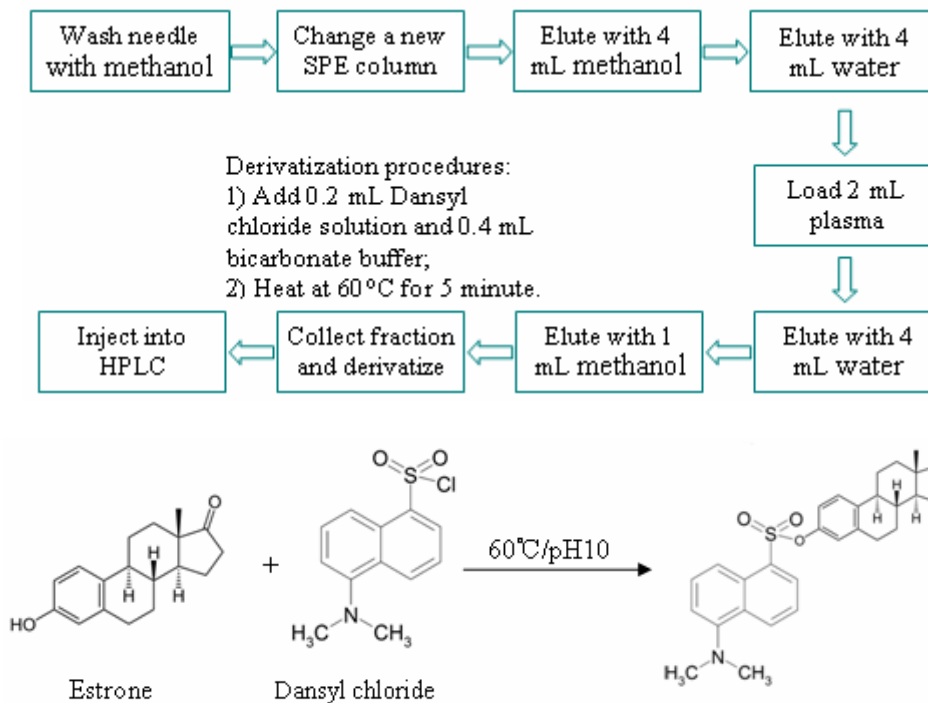 Wash needle
with methanol
Change a new
SPE column
Elute with 4
mL methanol
Elute with 4
mL water
Load 2 mL
plasma
Derivatization procedures:
1) Add 0.2 mL Dansyl
chloride solution and 0.4 mL
bicarbonate buffer;
2) Heat at 60°C for 5 minute.
Inject into
HPLC
Collect fraction
and derivatize
Elute with 1
mL methanol
Elute with 4
mL water
O
H
H
H
HO
Estrone
+
O
O
S
Cl
N
H₃C
CH₃
Dansyl chloride
60℃/pH10
O
O
S
O
H
H
H
N
H₃C
CH₃